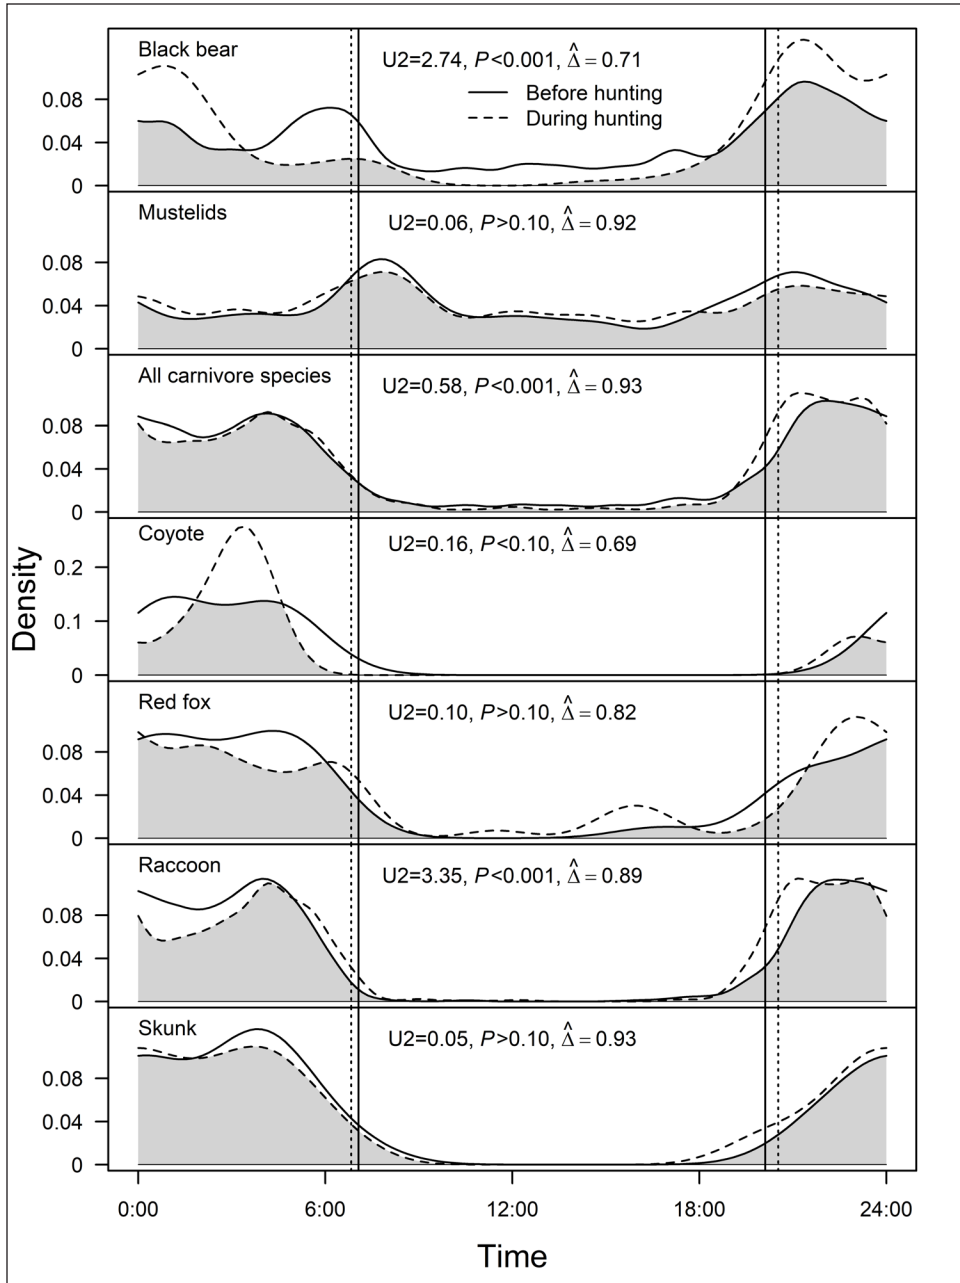 Black bear
U2=2.74, P<0.001, Δ̂ = 0.71
Before hunting
During hunting
0.08
0.04
0
Mustelids
U2=0.06, P>0.10, Δ̂ = 0.92
0.08
0.04
0
All carnivore species
U2=0.58, P<0.001, Δ̂ = 0.93
0.08
0.04
0
Coyote
U2=0.16, P<0.10, Δ̂ = 0.69
0.2
0.1
0
Density
Red fox
U2=0.10, P>0.10, Δ̂ = 0.82
0.08
0.04
0
Raccoon
U2=3.35, P<0.001, Δ̂ = 0.89
0.08
0.04
0
Skunk
U2=0.05, P>0.10, Δ̂ = 0.93
0.08
0.04
0
0:00 6:00 12:00 18:00 24:00
Time